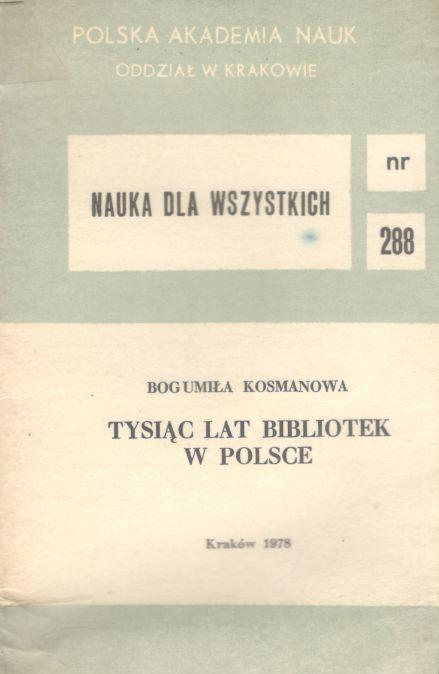 POLSKA AKADEMIA NAUK
ODDZIAŁ W KRAKOWIE
NAUKA DLA WSZYSTKICH
nr
288
BOGUMIŁA KOSMANOWA
TYSIĄC LAT BIBLIOTEK
W POLSCE
Kraków 1978